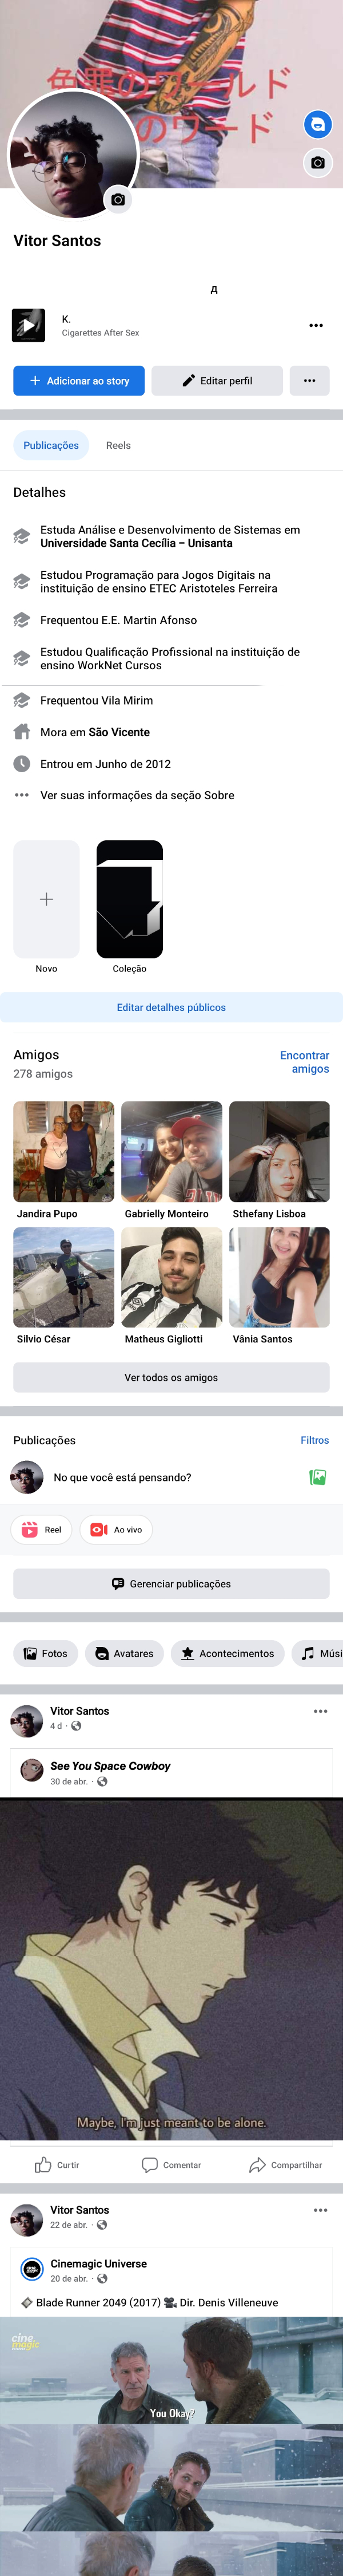 色罪のワールド
のワード
Vitor Santos
Д
K.
Cigarettes After Sex
Adicionar ao story
Editar perfil
Publicações
Reels
Detalhes
Estuda Análise e Desenvolvimento de Sistemas em
Universidade Santa Cecília – Unisanta
Estudou Programação para Jogos Digitais na
instituição de ensino ETEC Aristoteles Ferreira
Frequentou E.E. Martin Afonso
Estudou Qualificação Profissional na instituição de
ensino WorkNet Cursos
Frequentou Vila Mirim
Mora em São Vicente
Entrou em Junho de 2012
Ver suas informações da seção Sobre
Novo
Coleção
Editar detalhes públicos
Amigos
278 amigos
Encontrar
amigos
Jandira Pupo
Gabrielly Monteiro
Sthefany Lisboa
Silvio César
Matheus Gigliotti
Vânia Santos
Ver todos os amigos
Publicações
Filtros
No que você está pensando?
Reel
Ao vivo
Gerenciar publicações
Fotos
Avatares
Acontecimentos
Músi
Vitor Santos
4 d ·
See You Space Cowboy
30 de abr. ·
Maybe, I'm just meant to be alone.
Curtir
Comentar
Compartilhar
Vitor Santos
22 de abr. ·
Cinemagic Universe
20 de abr. ·
Blade Runner 2049 (2017) 🎥 Dir. Denis Villeneuve
cine
magic
You Okay?